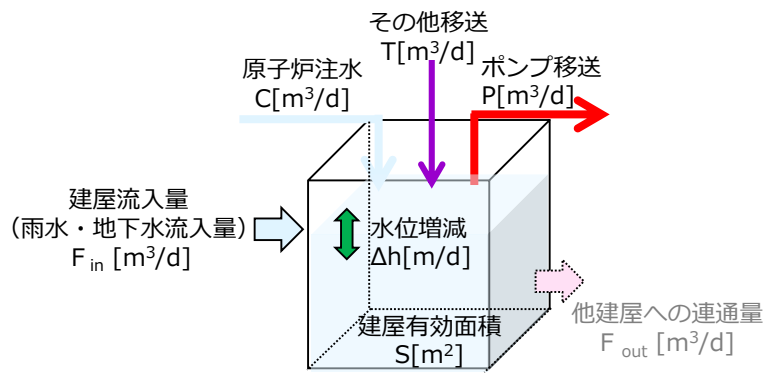 その他移送
T[m³/d]
原子炉注水
C[m³/d]
ポンプ移送
P[m³/d]
建屋流入量
（雨水・地下水流入量）
F in [m³/d]
水位増減
Δh[m/d]
建屋有効面積
S[m²]
他建屋への連通量
F out [m³/d]